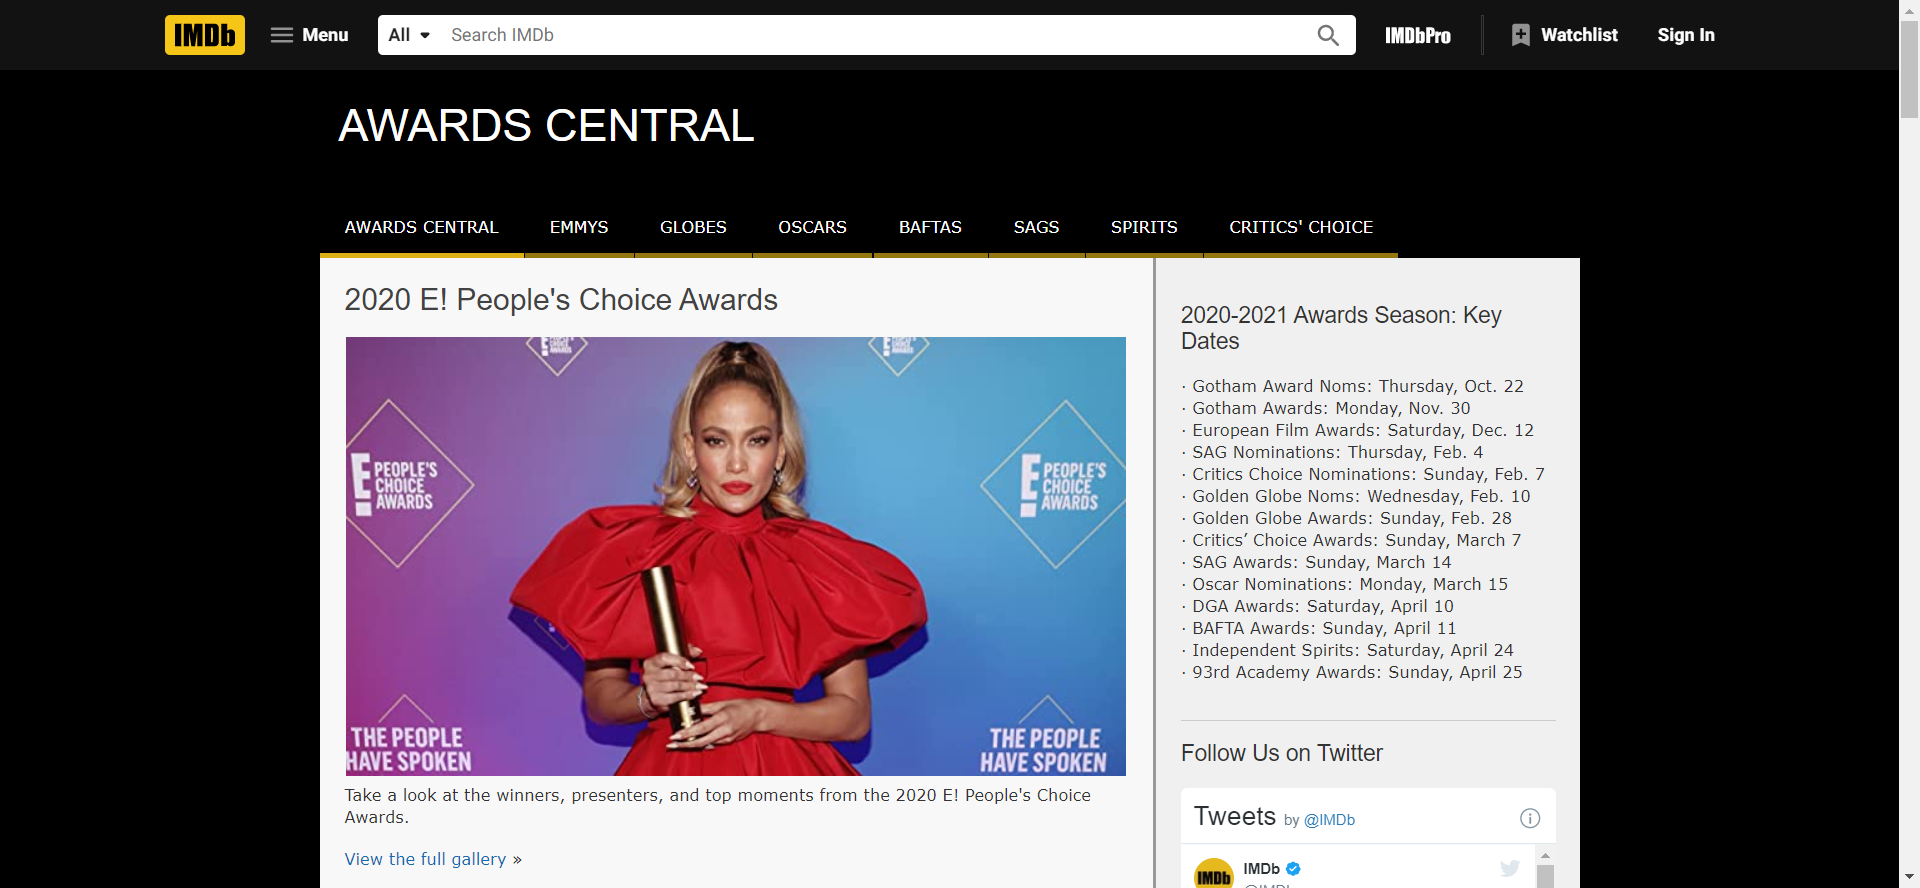 IMDb Menu All Search IMDb IMDbPro Watchlist Sign In
AWARDS CENTRAL
AWARDS CENTRAL EMMYS GLOBES OSCARS BAFTAS SAGS SPIRITS CRITICS' CHOICE
2020 E! People's Choice Awards
E! PEOPLE'S CHOICE AWARDS
E! PEOPLE'S CHOICE AWARDS
THE PEOPLE HAVE SPOKEN
THE PEOPLE HAVE SPOKEN
Take a look at the winners, presenters, and top moments from the 2020 E! People's Choice
Awards.
View the full gallery »
2020-2021 Awards Season: Key
Dates
· Gotham Award Noms: Thursday, Oct. 22
· Gotham Awards: Monday, Nov. 30
· European Film Awards: Saturday, Dec. 12
· SAG Nominations: Thursday, Feb. 4
· Critics Choice Nominations: Sunday, Feb. 7
· Golden Globe Noms: Wednesday, Feb. 10
· Golden Globe Awards: Sunday, Feb. 28
· Critics’ Choice Awards: Sunday, March 7
· SAG Awards: Sunday, March 14
· Oscar Nominations: Monday, March 15
· DGA Awards: Saturday, April 10
· BAFTA Awards: Sunday, April 11
· Independent Spirits: Saturday, April 24
· 93rd Academy Awards: Sunday, April 25
Follow Us on Twitter
Tweets by @IMDb
IMDb
IMDb